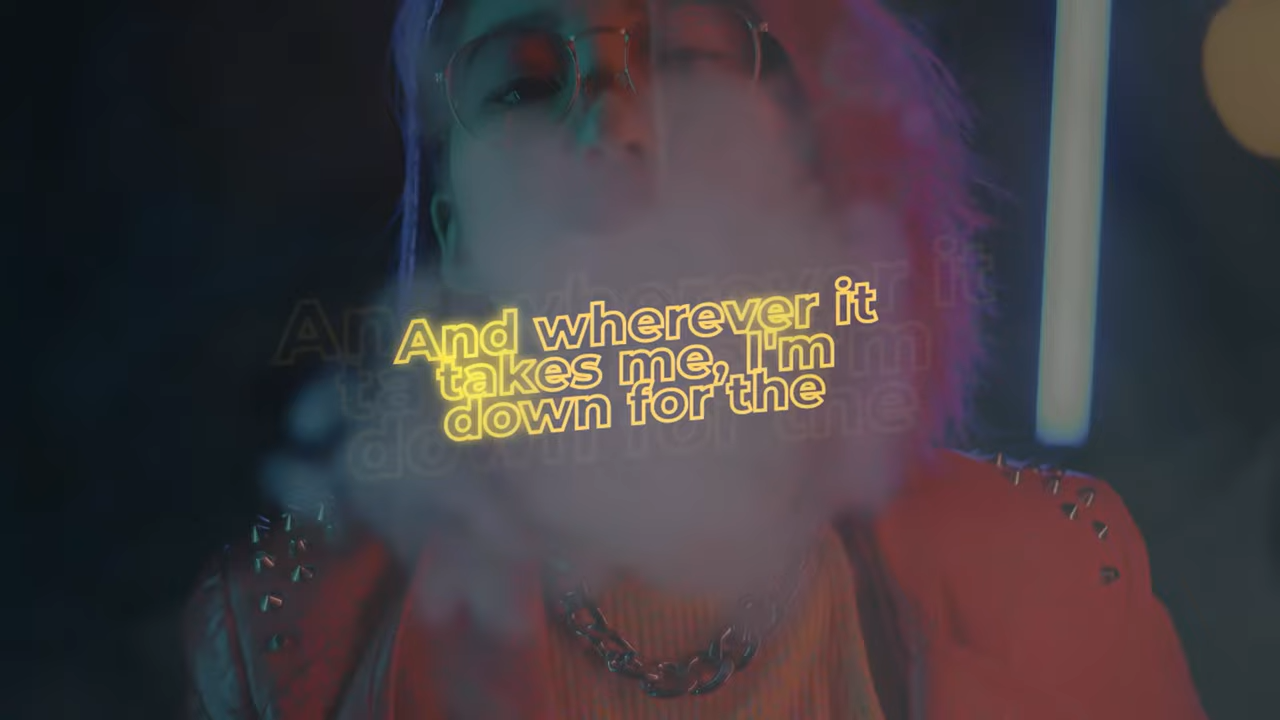 And wherever it
takes me, I'm
down for the